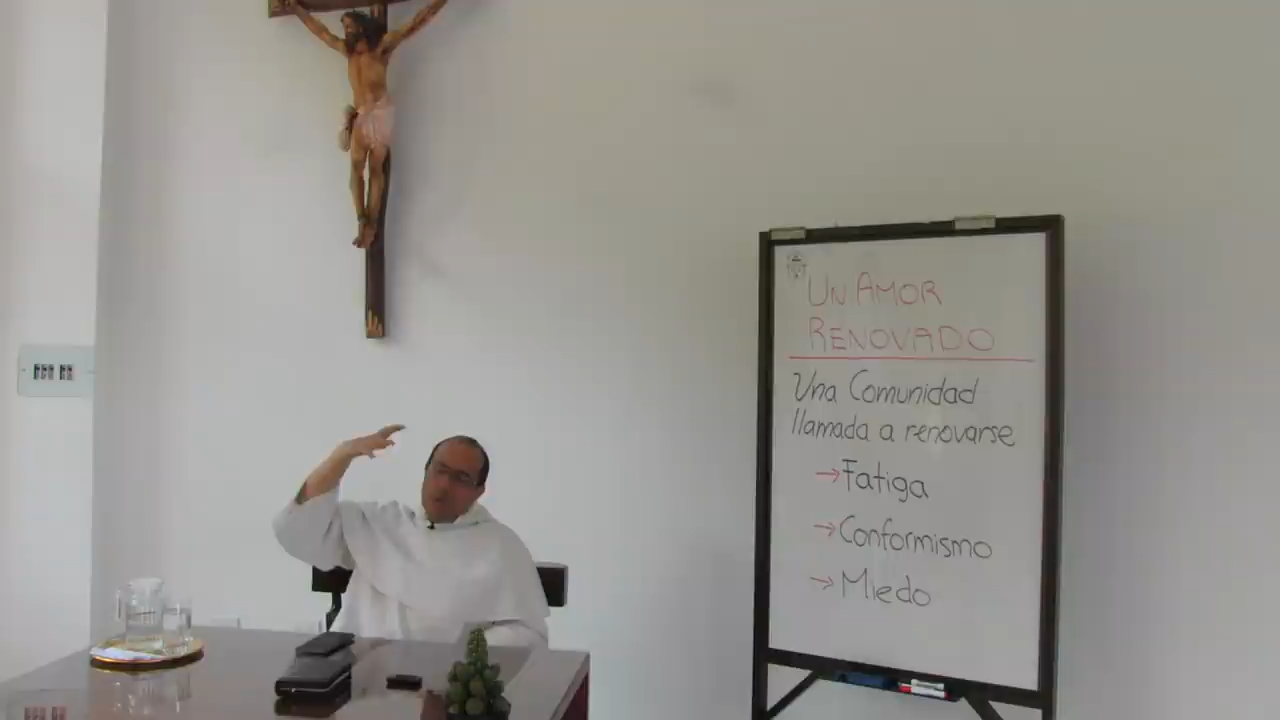 UN AMOR
RENOVADO
Una Comunidad
llamada a renovarse
→Fatiga
→Conformismo
→Miedo